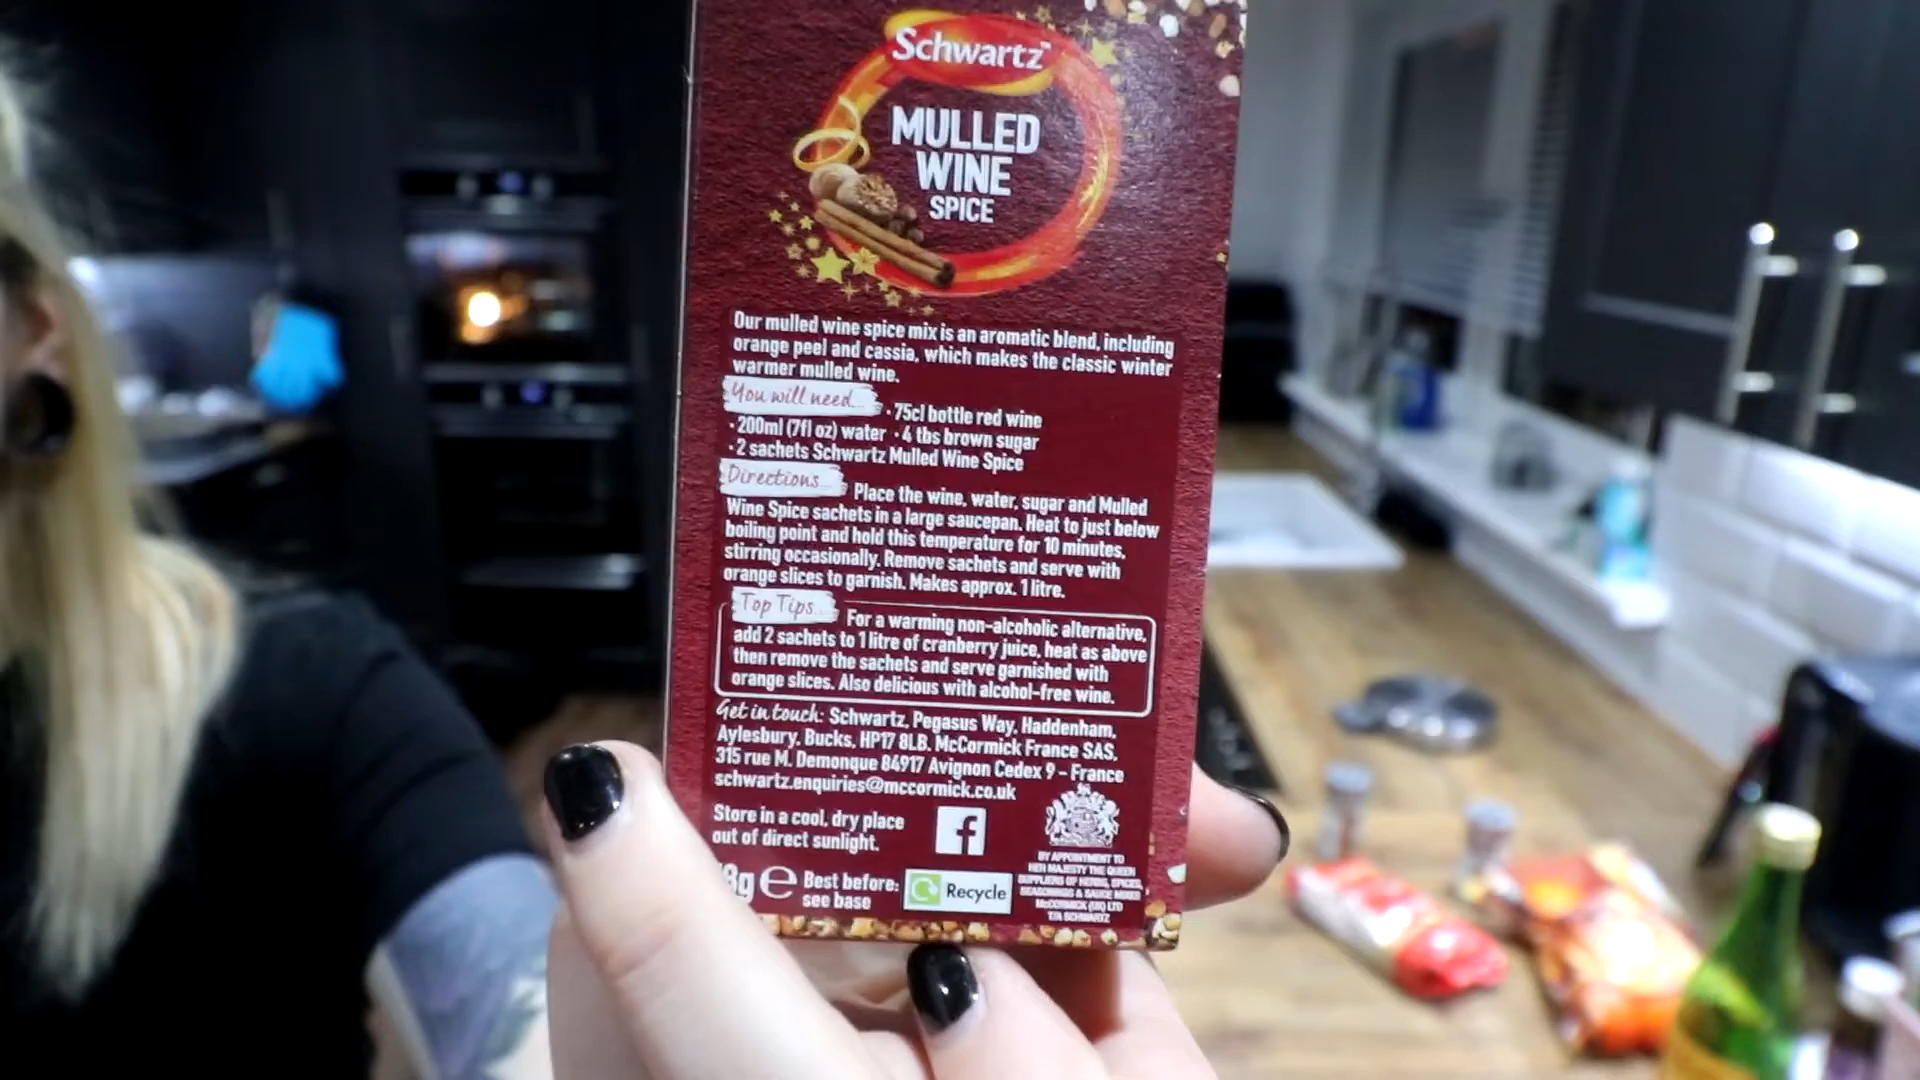 Schwartz™
MULLED
WINE
SPICE
Our mulled wine spice mix is an aromatic blend, including
orange peel and cassia, which makes the classic winter
warmer mulled wine.
You will need... • 75cl bottle red wine
• 200ml (7fl oz) water • 4 tbs brown sugar
• 2 sachets Schwartz Mulled Wine Spice
Directions... Place the wine, water, sugar and Mulled
Wine Spice sachets in a large saucepan. Heat to just below
boiling point and hold this temperature for 10 minutes,
stirring occasionally. Remove sachets and serve with
orange slices to garnish. Makes approx. 1 litre.
Top Tips... For a warming non-alcoholic alternative,
add 2 sachets to 1 litre of cranberry juice, heat as above
then remove the sachets and serve garnished with
orange slices. Also delicious with alcohol-free wine.
Get in touch: Schwartz, Pegasus Way, Haddenham,
Aylesbury, Bucks, HP17 8LB. McCormick France SAS,
315 rue M. Demonque 84917 Avignon Cedex 9 - France
schwartz.enquiries@mccormick.co.uk
Store in a cool, dry place
out of direct sunlight.
f
BY APPOINTMENT TO
HER MAJESTY THE QUEEN
SUPPLIERS OF HERBS, SPICES,
SEASONINGS & SAUCE MIXES
McCORMICK (UK) LTD
T/A SCHWARTZ
8g e Best before:
see base
Recycle